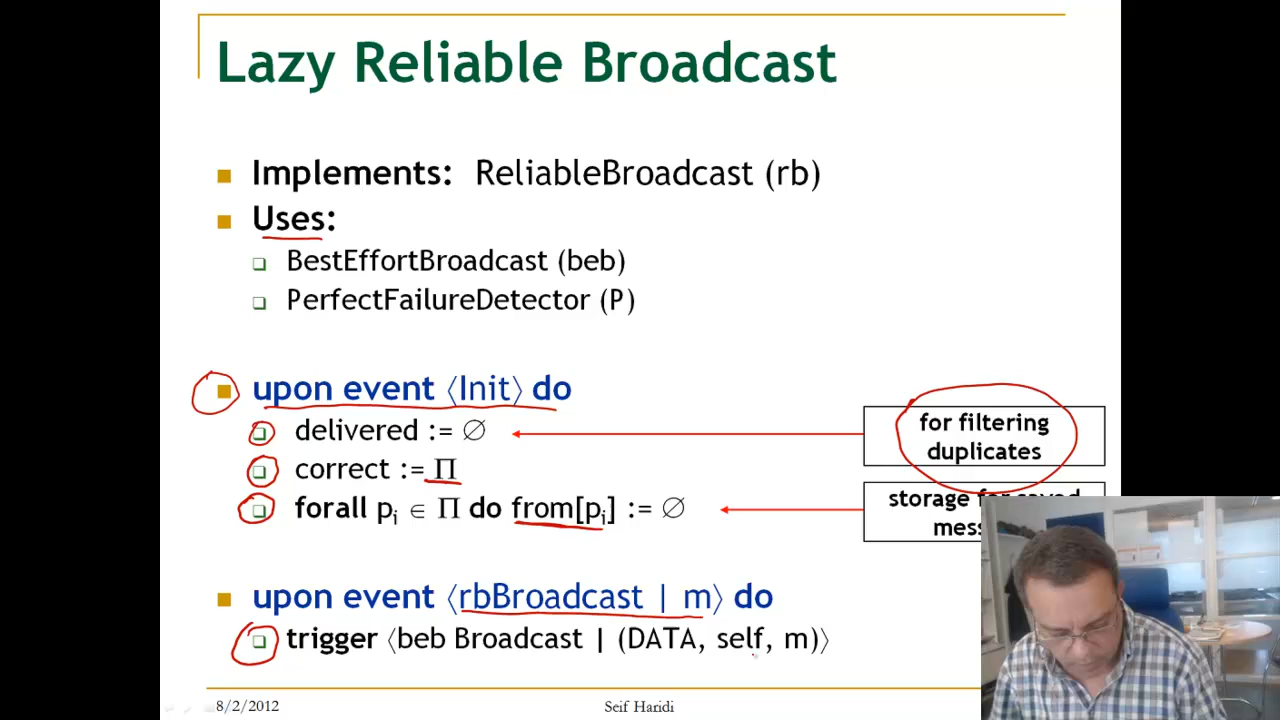 Lazy Reliable Broadcast
Implements: ReliableBroadcast (rb)
Uses:
BestEffortBroadcast (beb)
PerfectFailureDetector (P)
upon event ⟨Init⟩ do
delivered := ∅
for filtering
duplicates
correct := Π
forall pi ∈ Π do from[pi] := ∅
storage for saved
upon event ⟨rbBroadcast | m⟩ do
trigger ⟨beb Broadcast | (DATA, self, m)⟩
8/2/2012
Seif Haridi